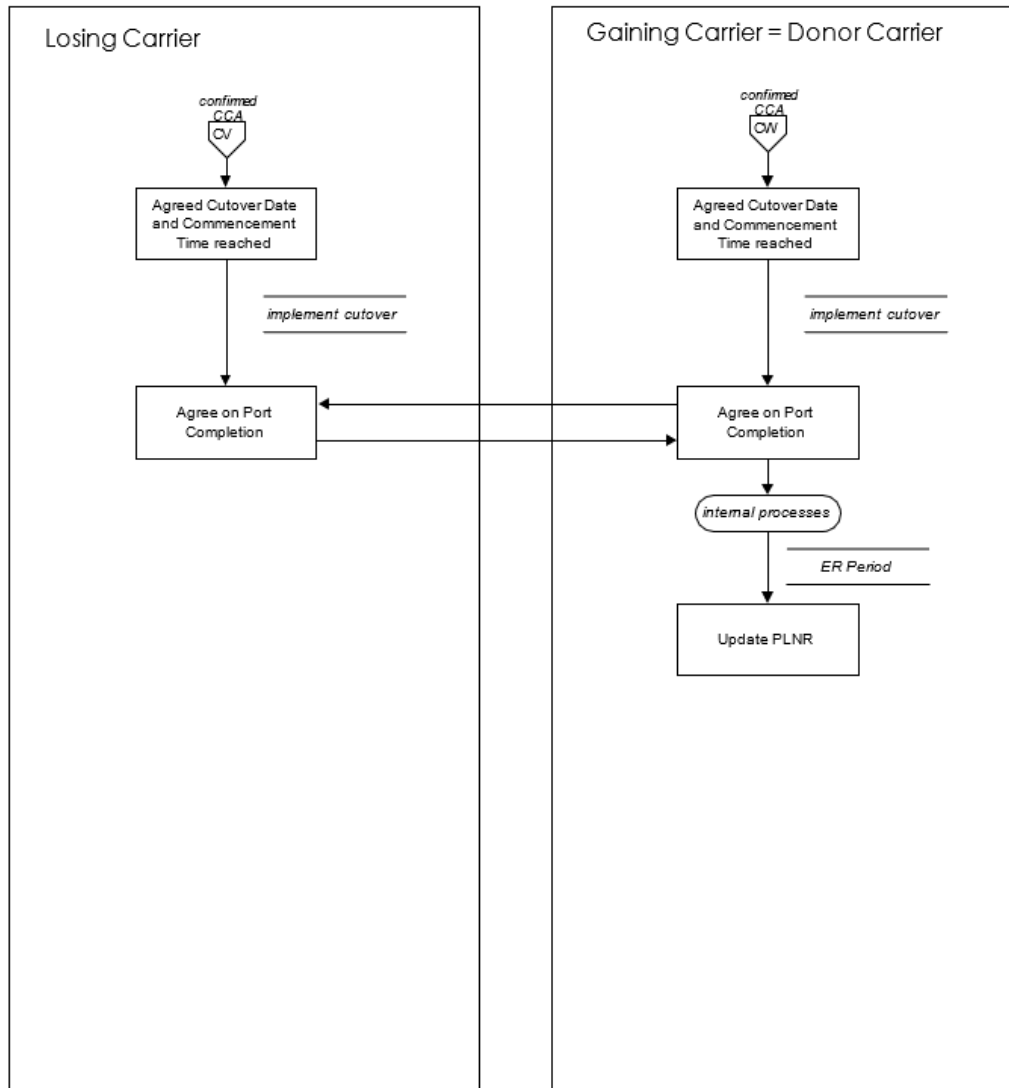 Losing Carrier
confirmed
CCA
CV
Agreed Cutover Date
and Commencement
Time reached
implement cutover
Agree on Port
Completion
Gaining Carrier = Donor Carrier
confirmed
CCA
CW
Agreed Cutover Date
and Commencement
Time reached
implement cutover
Agree on Port
Completion
internal processes
ER Period
Update PLNR